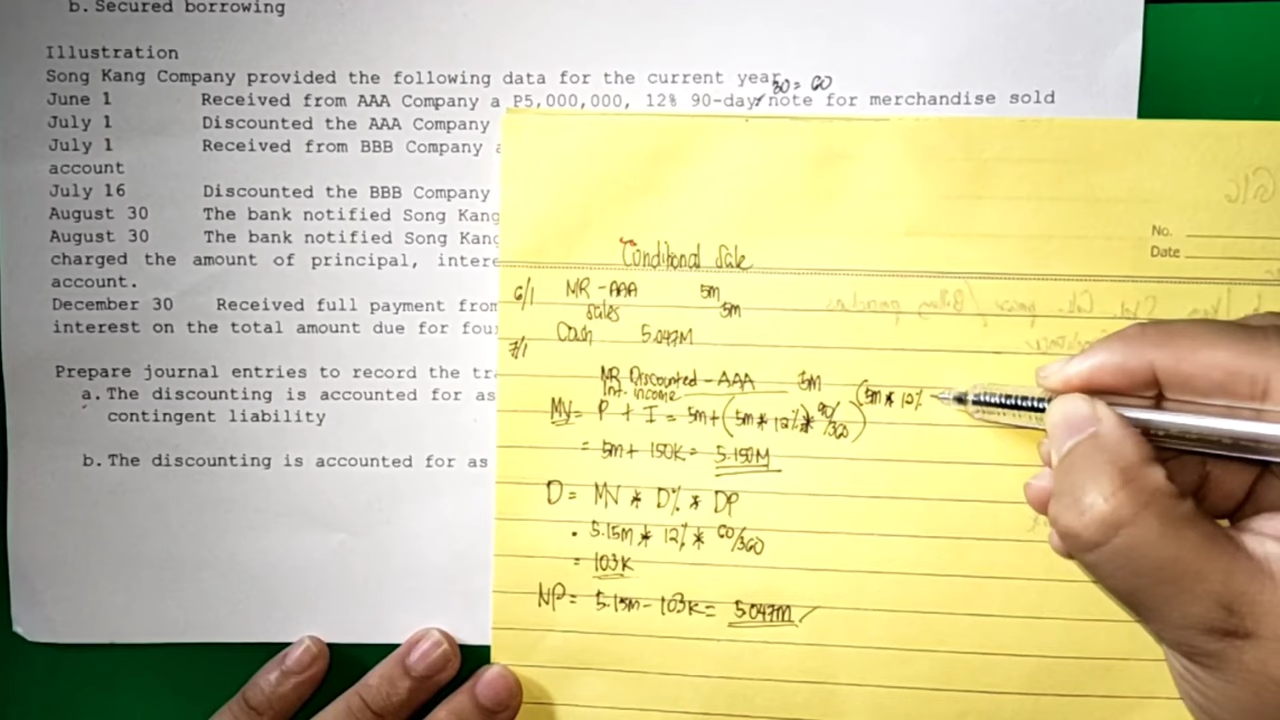 b. Secured borrowing
Illustration
Song Kang Company provided the following data for the current year
30 = 60
June 1 Received from AAA Company a P5,000,000, 12% 90-day note for merchandise sold
July 1 Discounted the AAA Company
July 1 Received from BBB Company
account
July 16 Discounted the BBB Company
August 30 The bank notified Song Kang
August 30 The bank notified Song Kang
charged the amount of principal,
account.
December 30 Received full payment from
interest on the total amount due for
Prepare journal entries to record the
a. The discounting is accounted for as
contingent liability
b. The discounting is accounted for as
No.
Date
Conditional Sale
6/1 NR - AAA 5m
Sales 5m
7/1 Cash 5.047M
NR Discounted - AAA 5m
Int. income (5m * 12%
MV = P + I = 5m + (5m * 12% * 90/360)
= 5m + 150K = 5.150M
D = MV * D% * DP
= 5.15m * 12% * 60/360
= 103K
NP = 5.15m - 103K = 5.047M